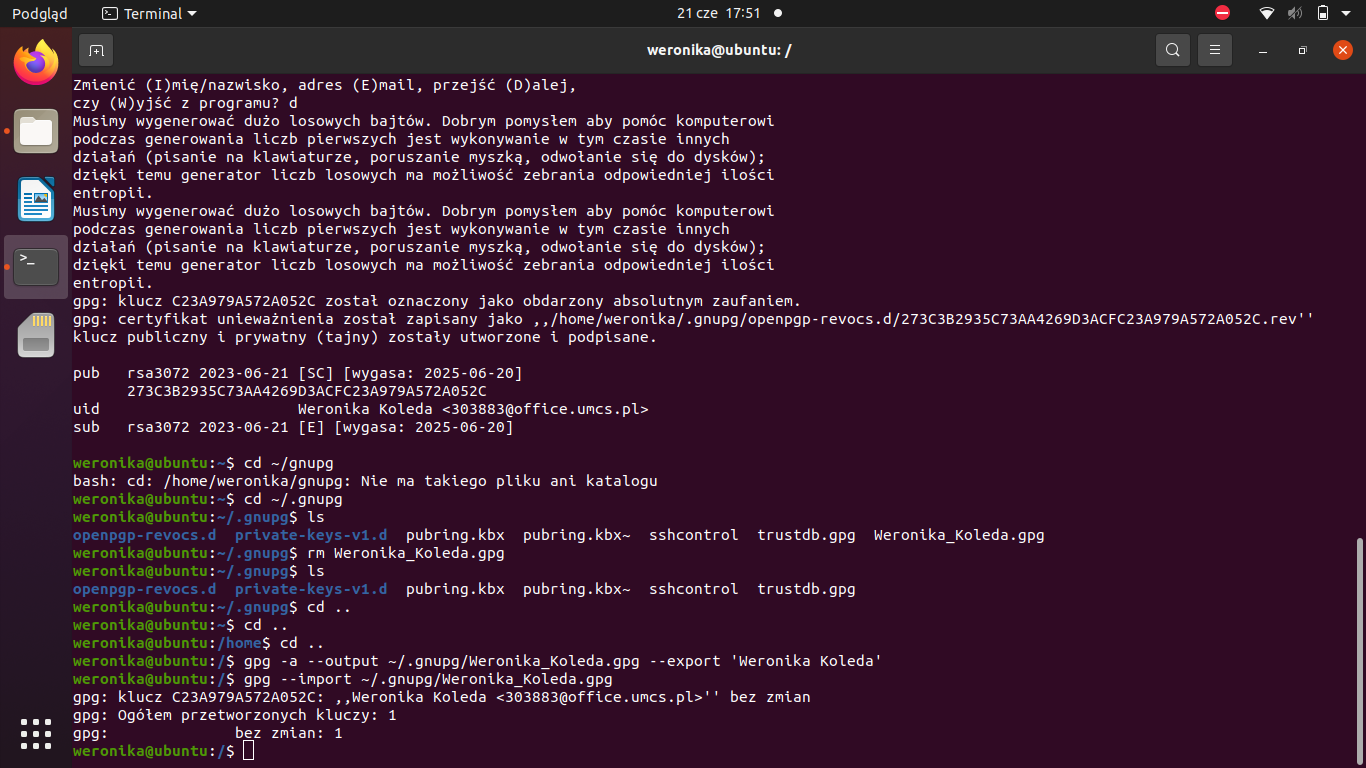 Podgląd
Terminal
21 cze 17:51
weronika@ubuntu: /
Zmienić (I)mię/nazwisko, adres (E)mail, przejść (D)alej,
czy (W)yjść z programu? d
Musimy wygenerować dużo losowych bajtów. Dobrym pomysłem aby pomóc komputerowi
podczas generowania liczb pierwszych jest wykonywanie w tym czasie innych
działań (pisanie na klawiaturze, poruszanie myszką, odwołanie się do dysków);
dzięki temu generator liczb losowych ma możliwość zebrania odpowiedniej ilości
entropii.
Musimy wygenerować dużo losowych bajtów. Dobrym pomysłem aby pomóc komputerowi
podczas generowania liczb pierwszych jest wykonywanie w tym czasie innych
działań (pisanie na klawiaturze, poruszanie myszką, odwołanie się do dysków);
dzięki temu generator liczb losowych ma możliwość zebrania odpowiedniej ilości
entropii.
gpg: klucz C23A979A572A052C został oznaczony jako obdarzony absolutnym zaufaniem.
gpg: certyfikat unieważnienia został zapisany jako ,,/home/weronika/.gnupg/openpgp-revocs.d/273C3B2935C73AA4269D3ACFC23A979A572A052C.rev''
klucz publiczny i prywatny (tajny) zostały utworzone i podpisane.
pub   rsa3072 2023-06-21 [SC] [wygasa: 2025-06-20]
      273C3B2935C73AA4269D3ACFC23A979A572A052C
uid                      Weronika Koleda <303883@office.umcs.pl>
sub   rsa3072 2023-06-21 [E] [wygasa: 2025-06-20]
weronika@ubuntu:~$ cd ~/gnupg
bash: cd: /home/weronika/gnupg: Nie ma takiego pliku ani katalogu
weronika@ubuntu:~$ cd ~/.gnupg
weronika@ubuntu:~/.gnupg$ ls
openpgp-revocs.d  private-keys-v1.d  pubring.kbx  pubring.kbx~  sshcontrol  trustdb.gpg  Weronika_Koleda.gpg
weronika@ubuntu:~/.gnupg$ rm Weronika_Koleda.gpg
weronika@ubuntu:~/.gnupg$ ls
openpgp-revocs.d  private-keys-v1.d  pubring.kbx  pubring.kbx~  sshcontrol  trustdb.gpg
weronika@ubuntu:~/.gnupg$ cd ..
weronika@ubuntu:~$ cd ..
weronika@ubuntu:/home$ cd ..
weronika@ubuntu:/$ gpg -a --output ~/.gnupg/Weronika_Koleda.gpg --export 'Weronika Koleda'
weronika@ubuntu:/$ gpg --import ~/.gnupg/Weronika_Koleda.gpg
gpg: klucz C23A979A572A052C: ,,Weronika Koleda <303883@office.umcs.pl>'' bez zmian
gpg: Ogółem przetworzonych kluczy: 1
gpg:              bez zmian: 1
weronika@ubuntu:/$